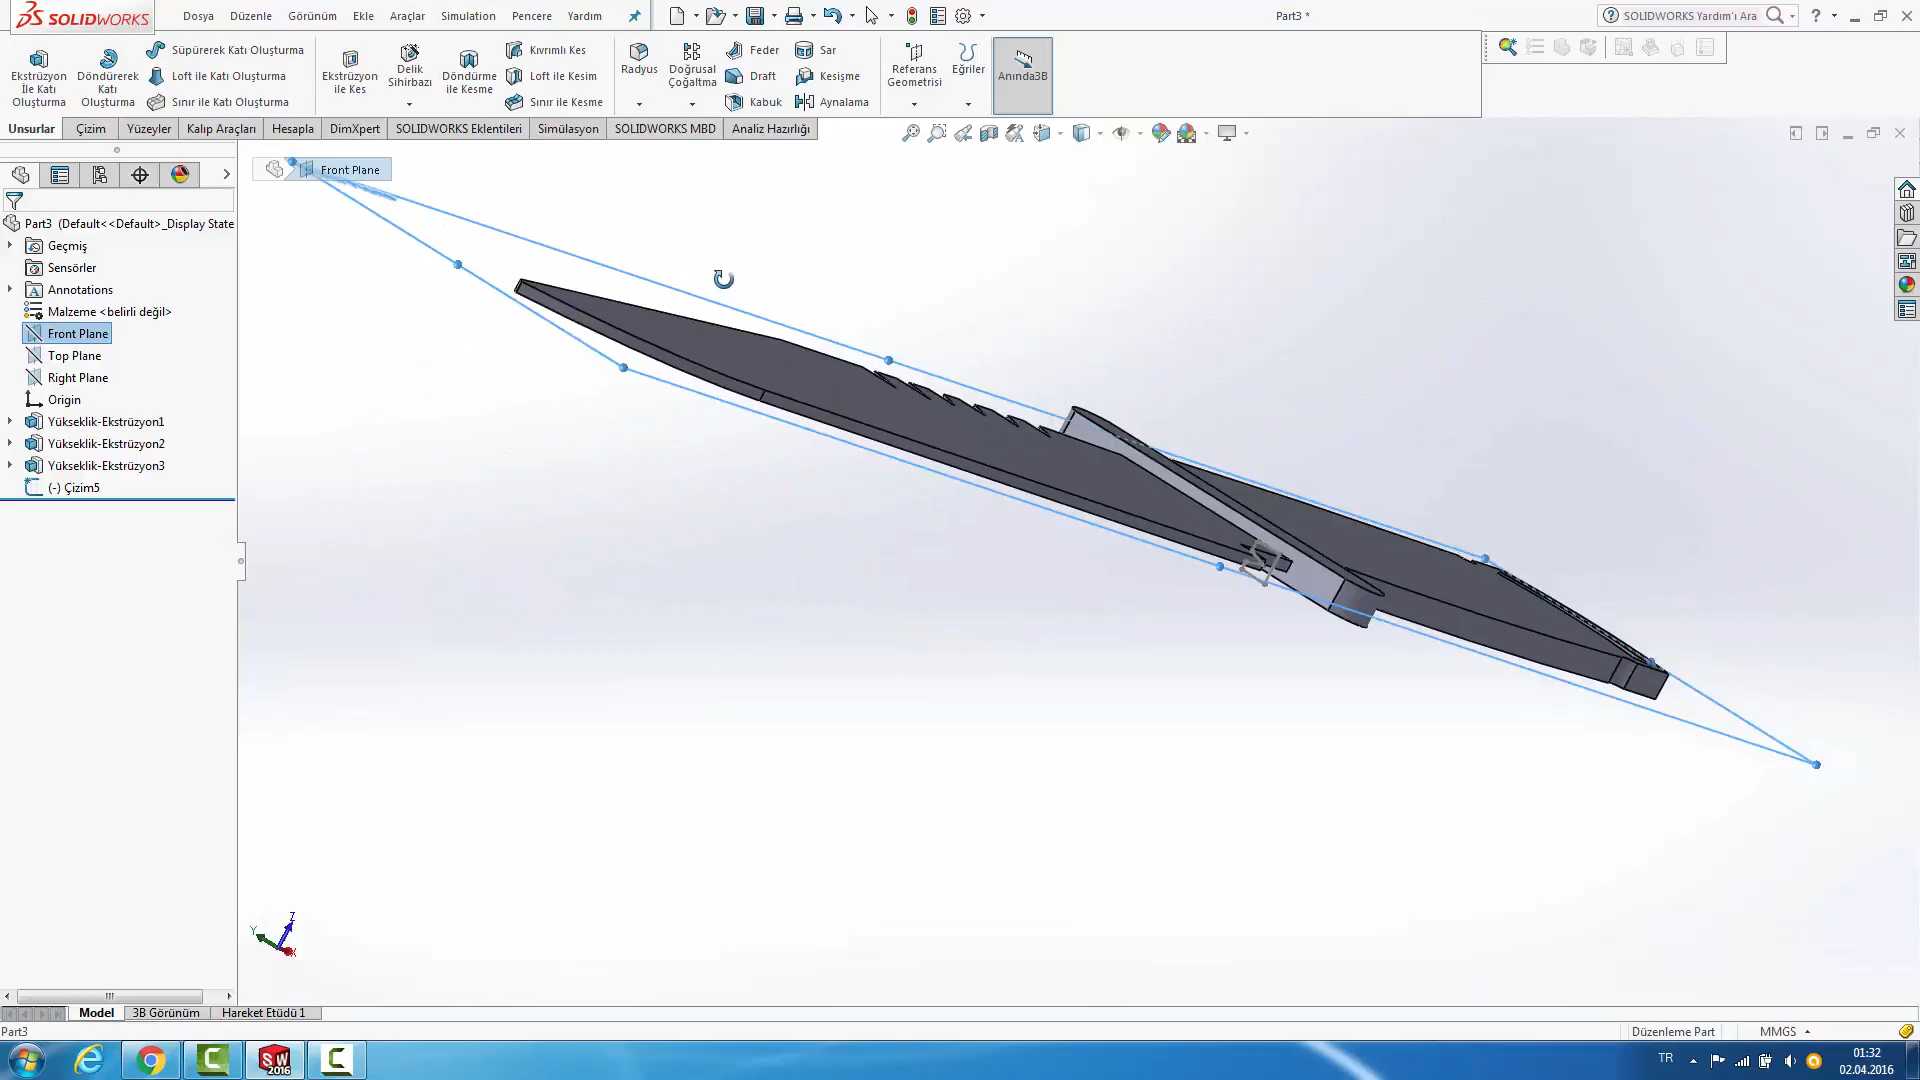 SOLIDWORKS
Dosya Düzenle Görünüm Ekle Araçlar Simulation Pencere Yardım
Part3 *
SOLIDWORKS Yardım'ı Ara
Ekstrüzyon İle Katı Oluşturma
Döndürerek Katı Oluşturma
Süpürerek Katı Oluşturma
Loft ile Katı Oluşturma
Sınır ile Katı Oluşturma
Ekstrüzyon ile Kes
Delik Sihirbazı
Döndürme ile Kesme
Kıvrımlı Kes
Loft ile Kesim
Sınır ile Kesme
Radyus
Doğrusal Çoğaltma
Feder
Draft
Kabuk
Sar
Kesişme
Aynalama
Referans Geometrisi
Eğriler
Anında3B
Unsurlar Çizim Yüzeyler Kalıp Araçları Hesapla DimXpert SOLIDWORKS Eklentileri Simülasyon SOLIDWORKS MBD Analiz Hazırlığı
Front Plane
Part3 (Default<<Default>_Display State
Geçmiş
Sensörler
Annotations
Malzeme <belirli değil>
Front Plane
Top Plane
Right Plane
Origin
Yükseklik-Ekstrüzyon1
Yükseklik-Ekstrüzyon2
Yükseklik-Ekstrüzyon3
(-) Çizim5
Z
Y
X
Model 3B Görünüm Hareket Etüdü 1
Part3
Düzenleme Part
MMGS
SW 2016
TR
01:32
02.04.2016